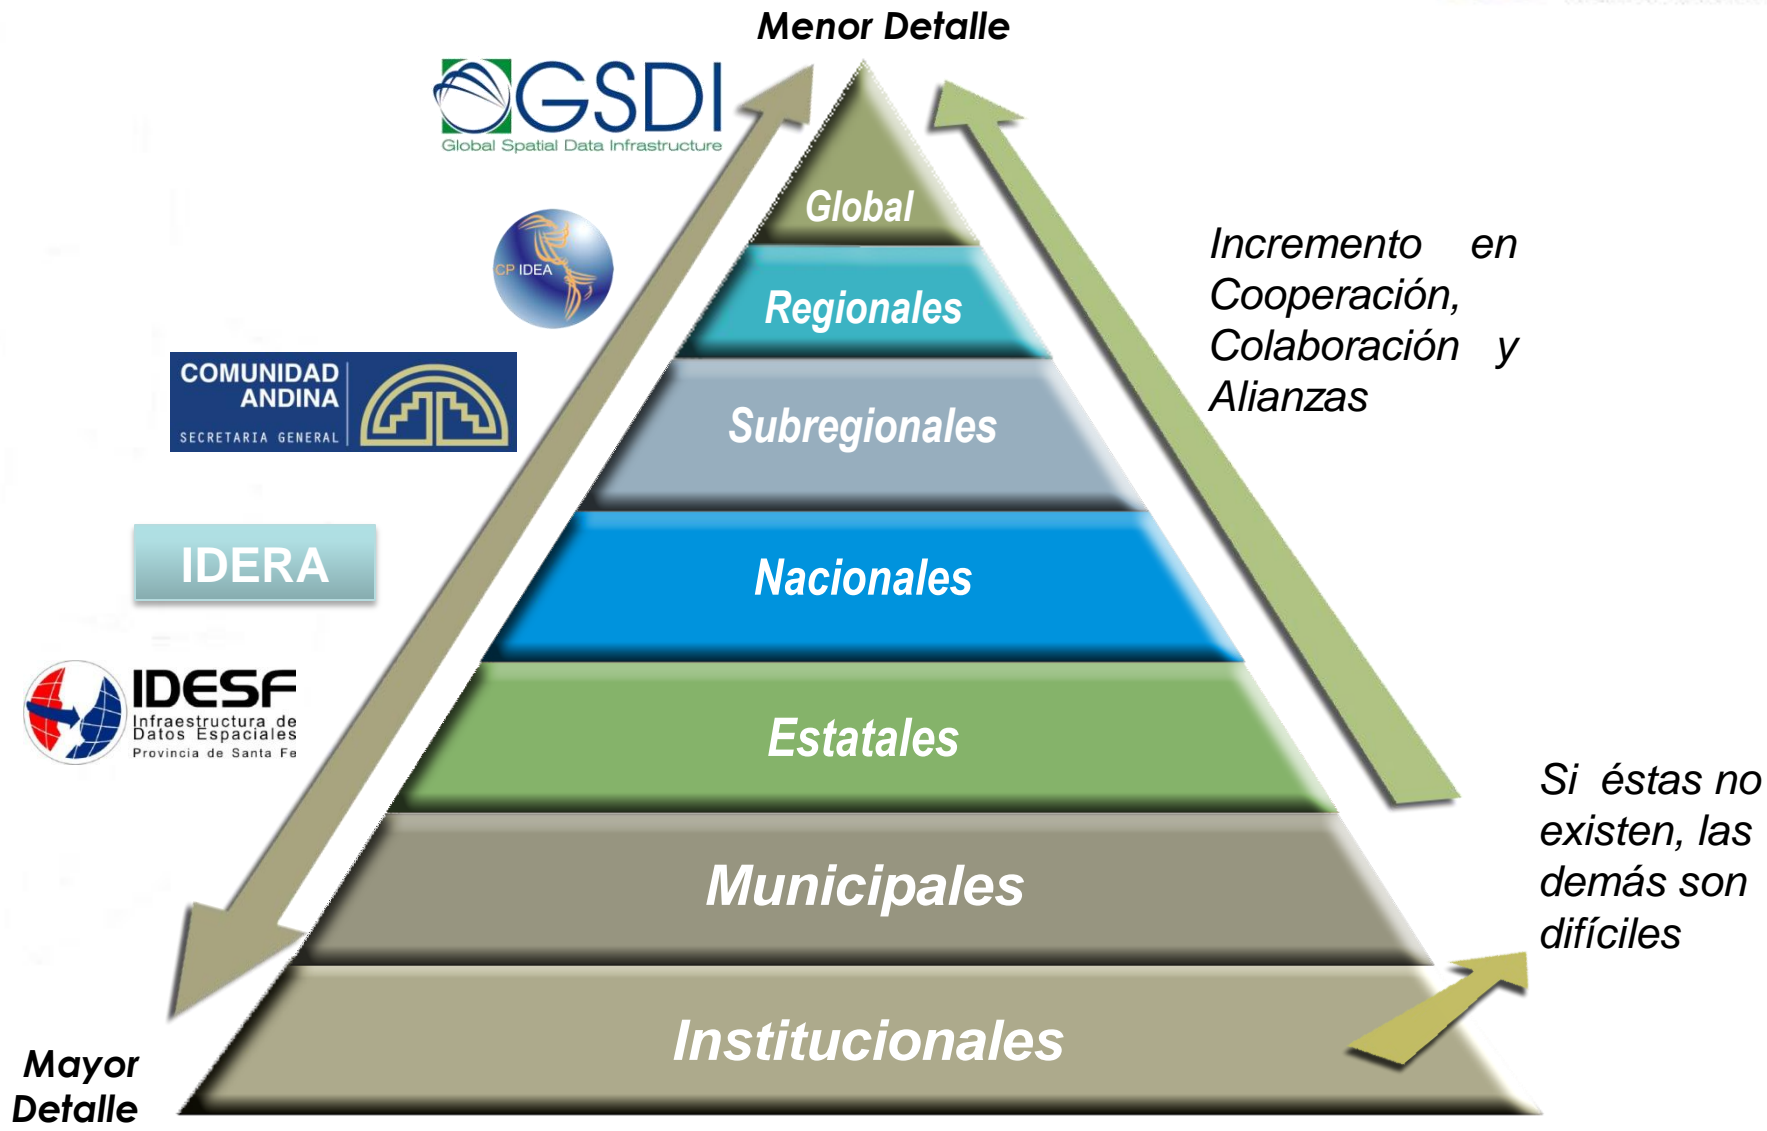 Menor Detalle
GSDI
Global Spatial Data Infrastructure
Global
CP IDEA
Regionales
Incremento en
Cooperación,
Colaboración y
Alianzas
COMUNIDAD
ANDINA
SECRETARIA GENERAL
Subregionales
IDERA
Nacionales
IDESF
Infraestructura de
Datos Espaciales
Provincia de Santa Fe
Estatales
Si éstas no
existen, las
demás son
difíciles
Municipales
Institucionales
Mayor
Detalle